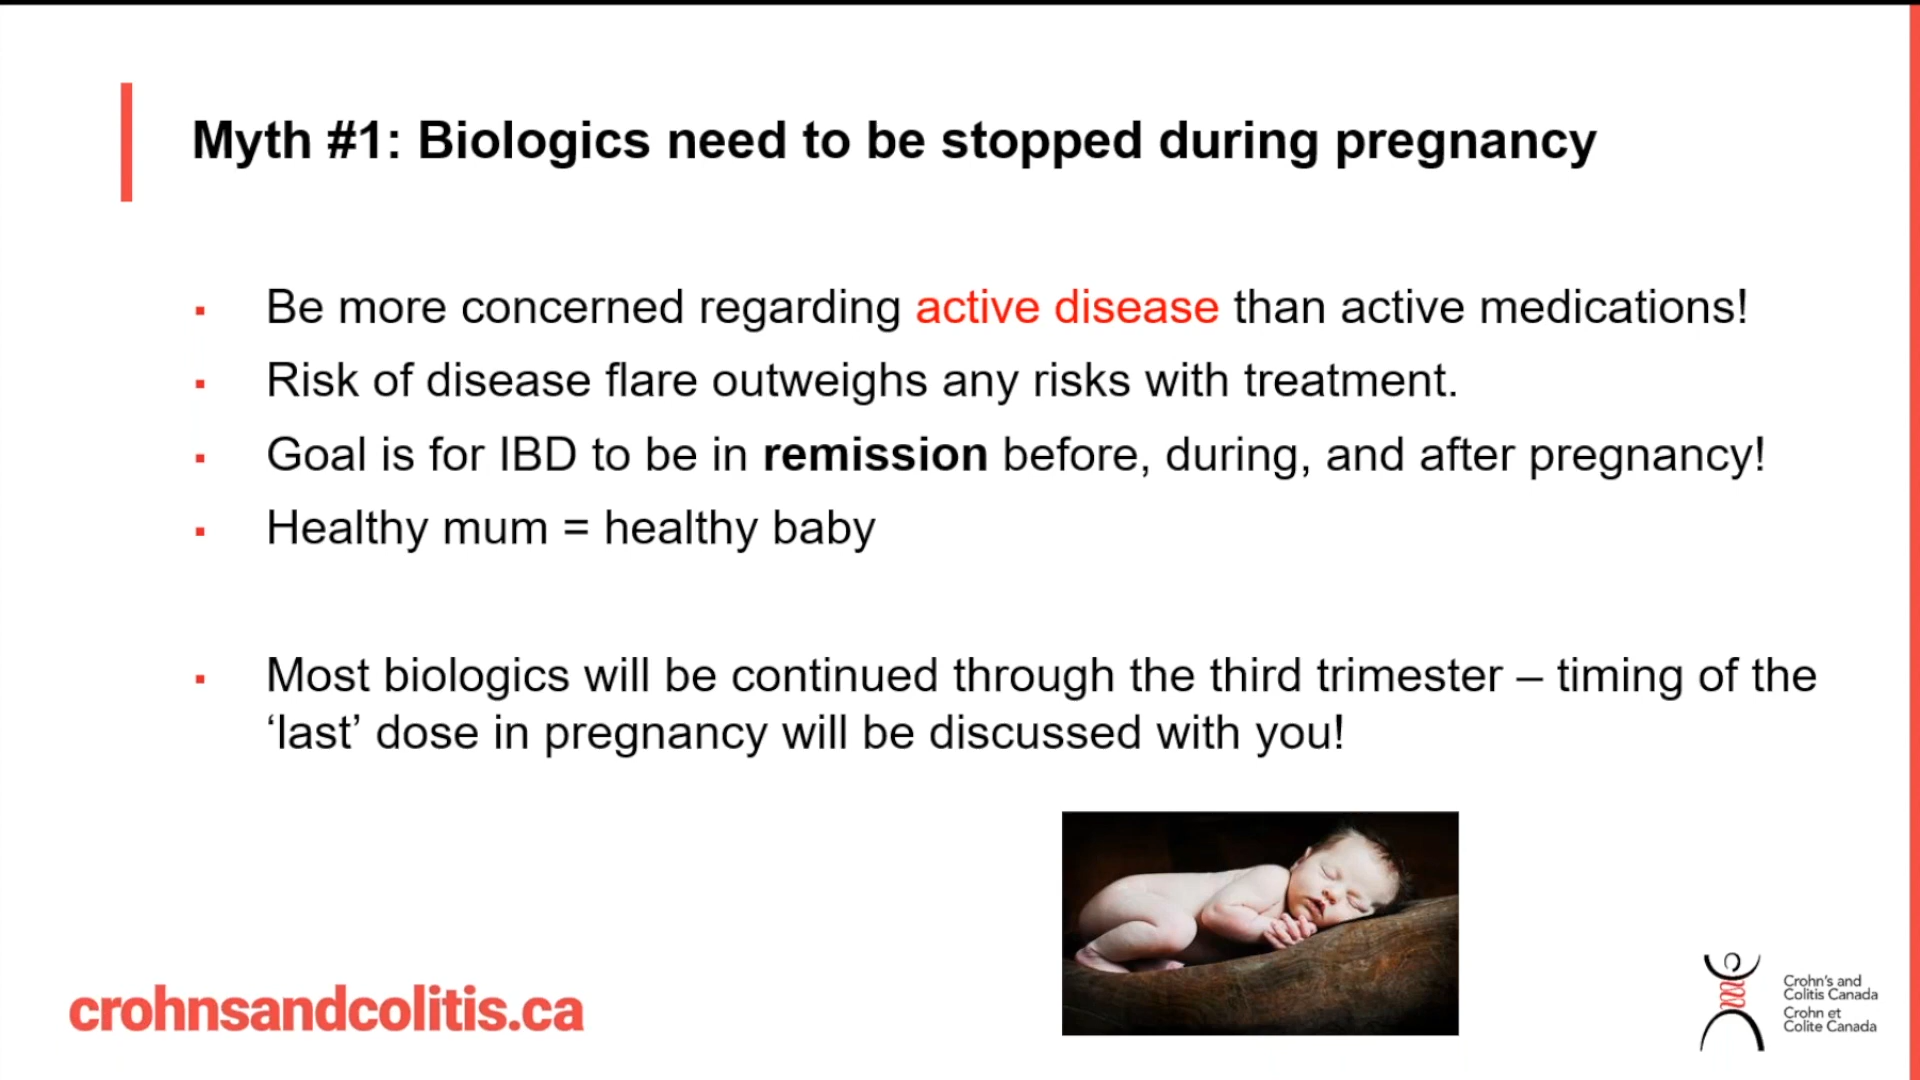 Myth #1: Biologics need to be stopped during pregnancy
▪ Be more concerned regarding active disease than active medications!
▪ Risk of disease flare outweighs any risks with treatment.
▪ Goal is for IBD to be in remission before, during, and after pregnancy!
▪ Healthy mum = healthy baby
▪ Most biologics will be continued through the third trimester – timing of the
‘last’ dose in pregnancy will be discussed with you!
crohnsandcolitis.ca
Crohn's and
Colitis Canada
Crohn et
Colite Canada